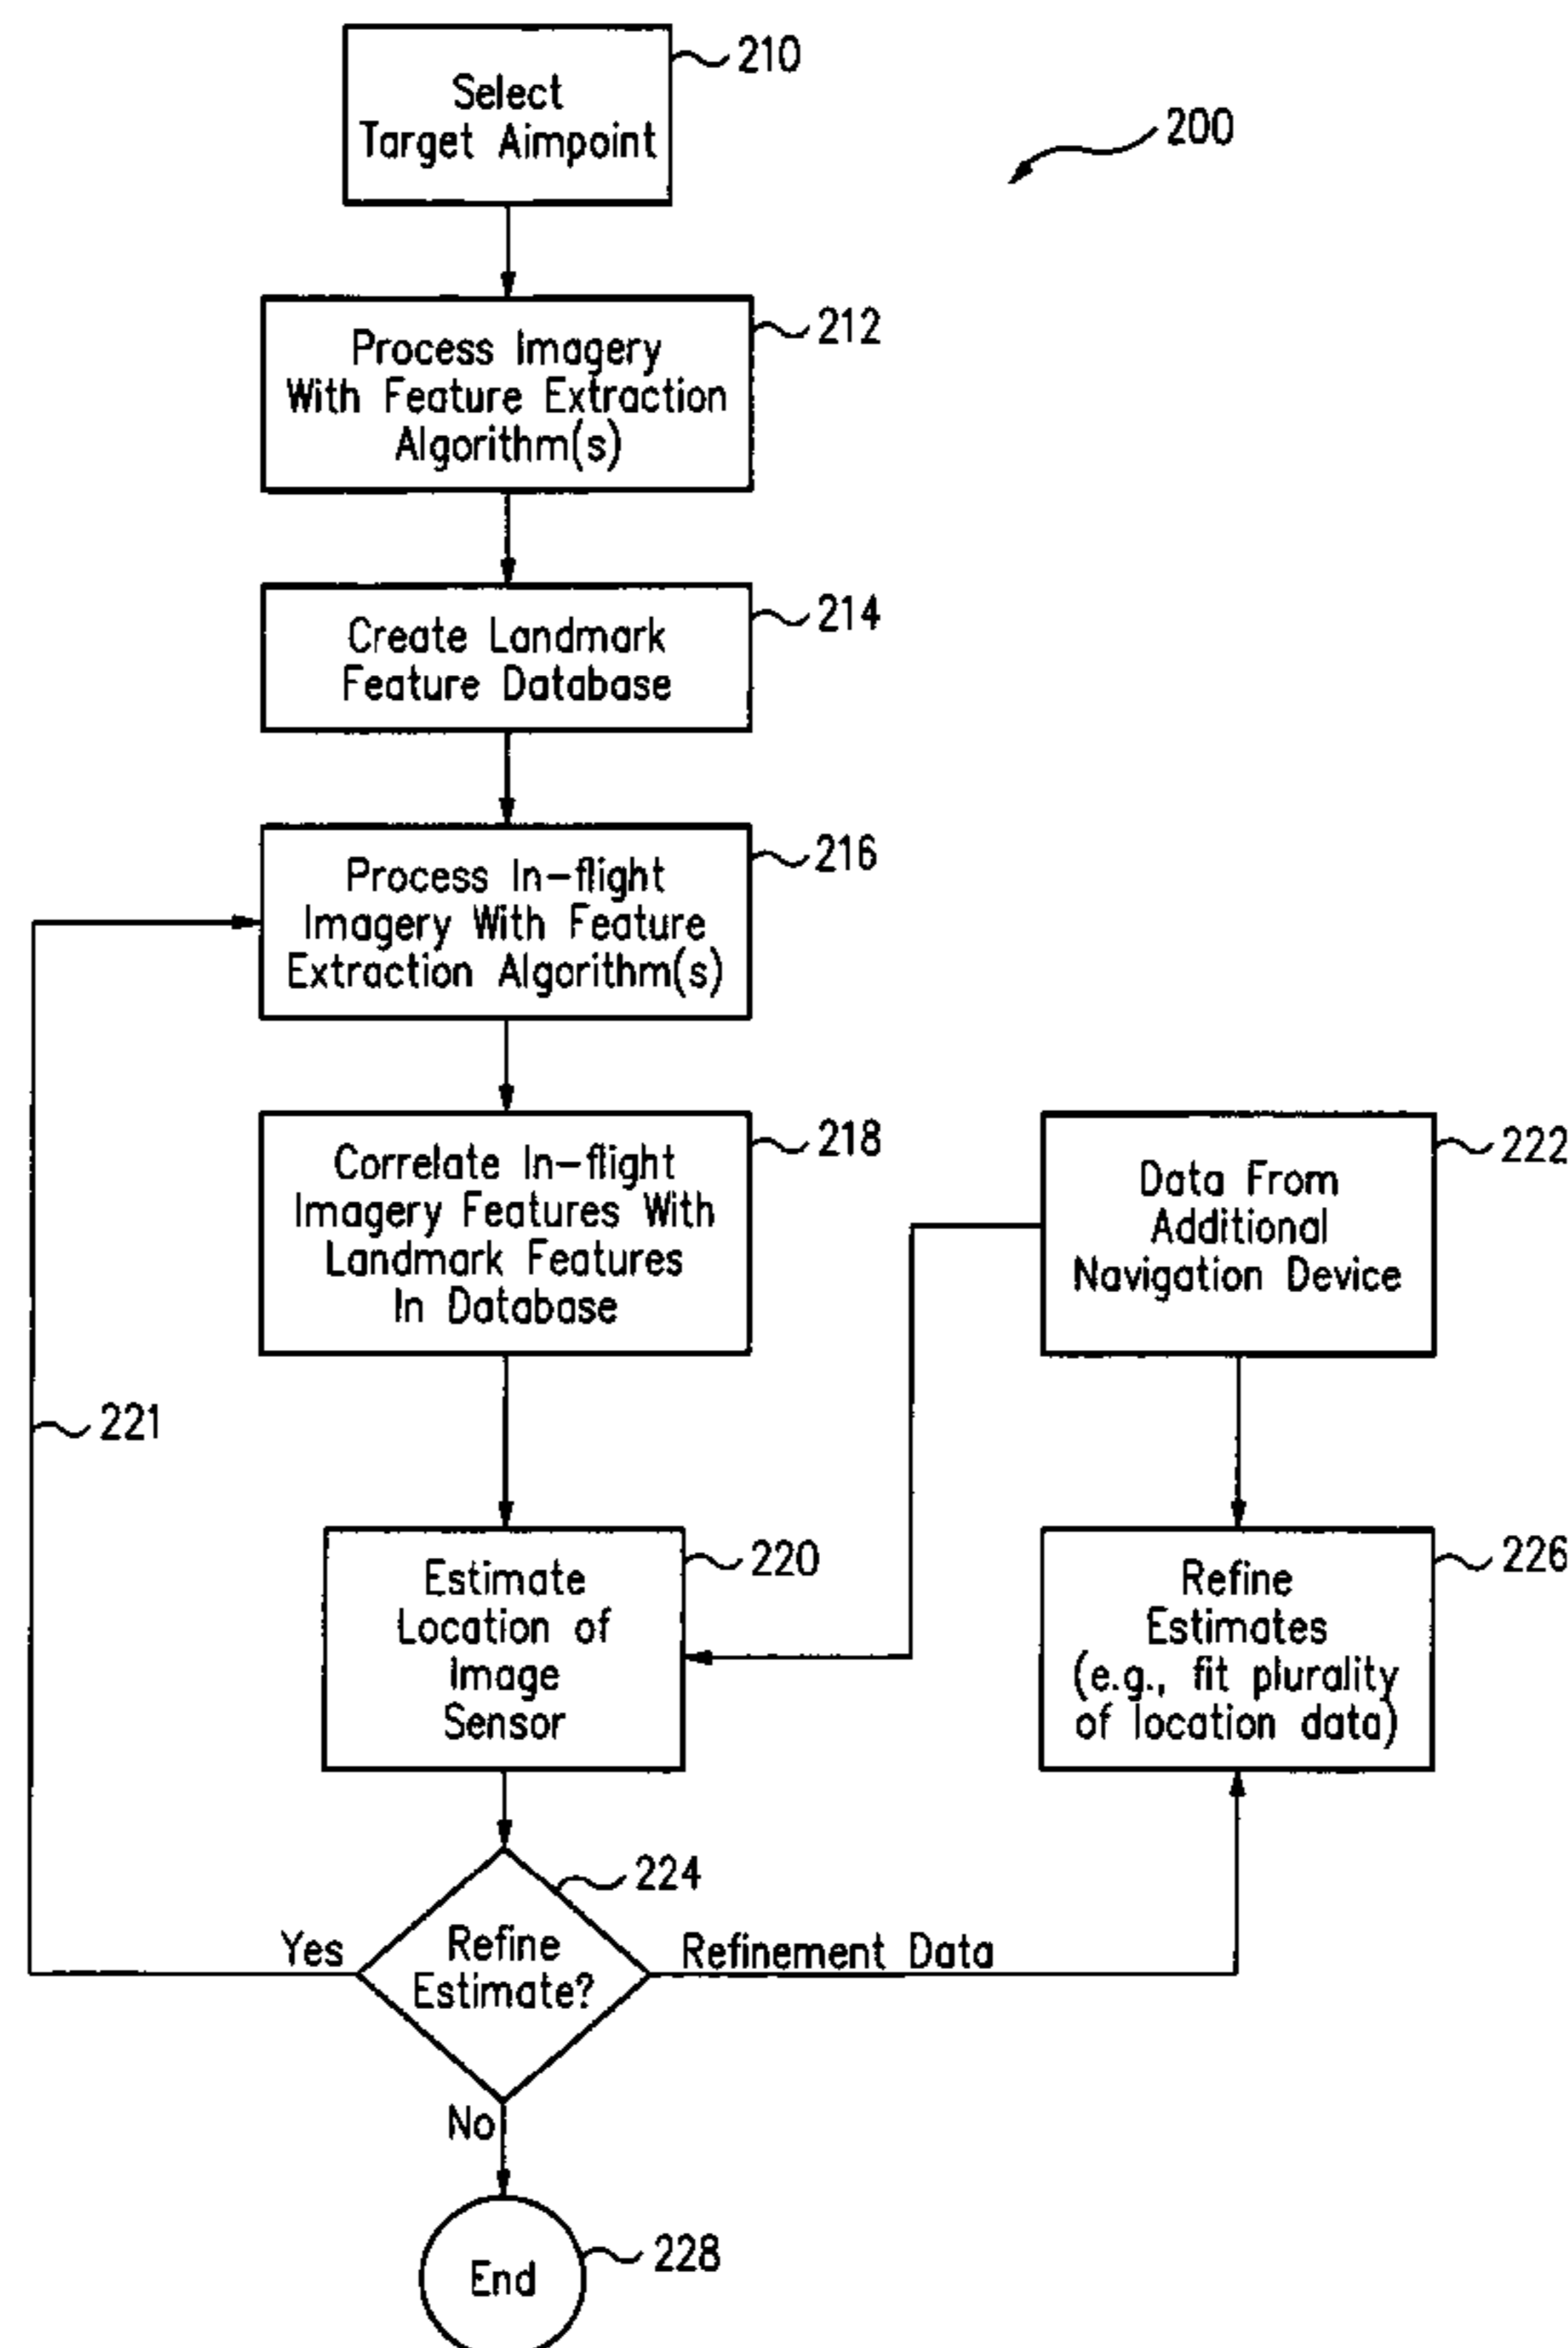 210
Select
Target Aimpoint
200
212
Process Imagery
With Feature Extraction
Algorithm(s)
214
Create Landmark
Feature Database
216
Process In-flight
Imagery With Feature
Extraction Algorithm(s)
218
Correlate In-flight
Imagery Features With
Landmark Features
In Database
222
Data From
Additional
Navigation Device
221
220
Estimate
Location of
Image
Sensor
226
Refine
Estimates
(e.g., fit plurality
of location data)
224
Yes
Refine
Estimate?
Refinement Data
No
228
End